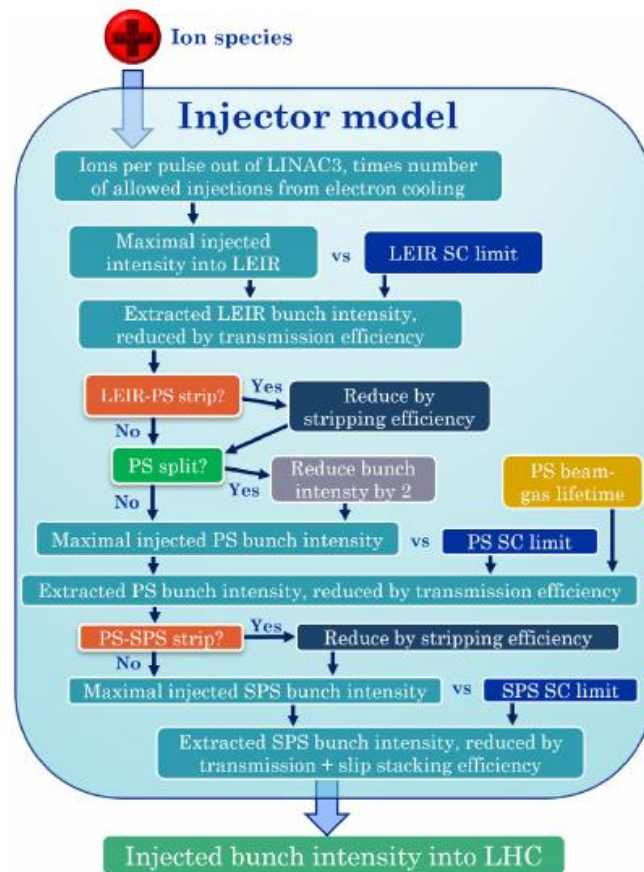 Ion species
Injector model
Ions per pulse out of LINAC3, times number
of allowed injections from electron cooling
Maximal injected
intensity into LEIR
vs
LEIR SC limit
Extracted LEIR bunch intensity,
reduced by transmission efficiency
LEIR-PS strip?
Yes
Reduce by
stripping efficiency
No
PS split?
Yes
Reduce bunch
intensty by 2
PS beam-
gas lifetime
No
Maximal injected PS bunch intensity
vs
PS SC limit
Extracted PS bunch intensity, reduced by transmission efficiency
PS-SPS strip?
Yes
Reduce by stripping efficiency
No
Maximal injected SPS bunch intensity
vs
SPS SC limit
Extracted SPS bunch intensity, reduced by
transmission + slip stacking efficiency
Injected bunch intensity into LHC